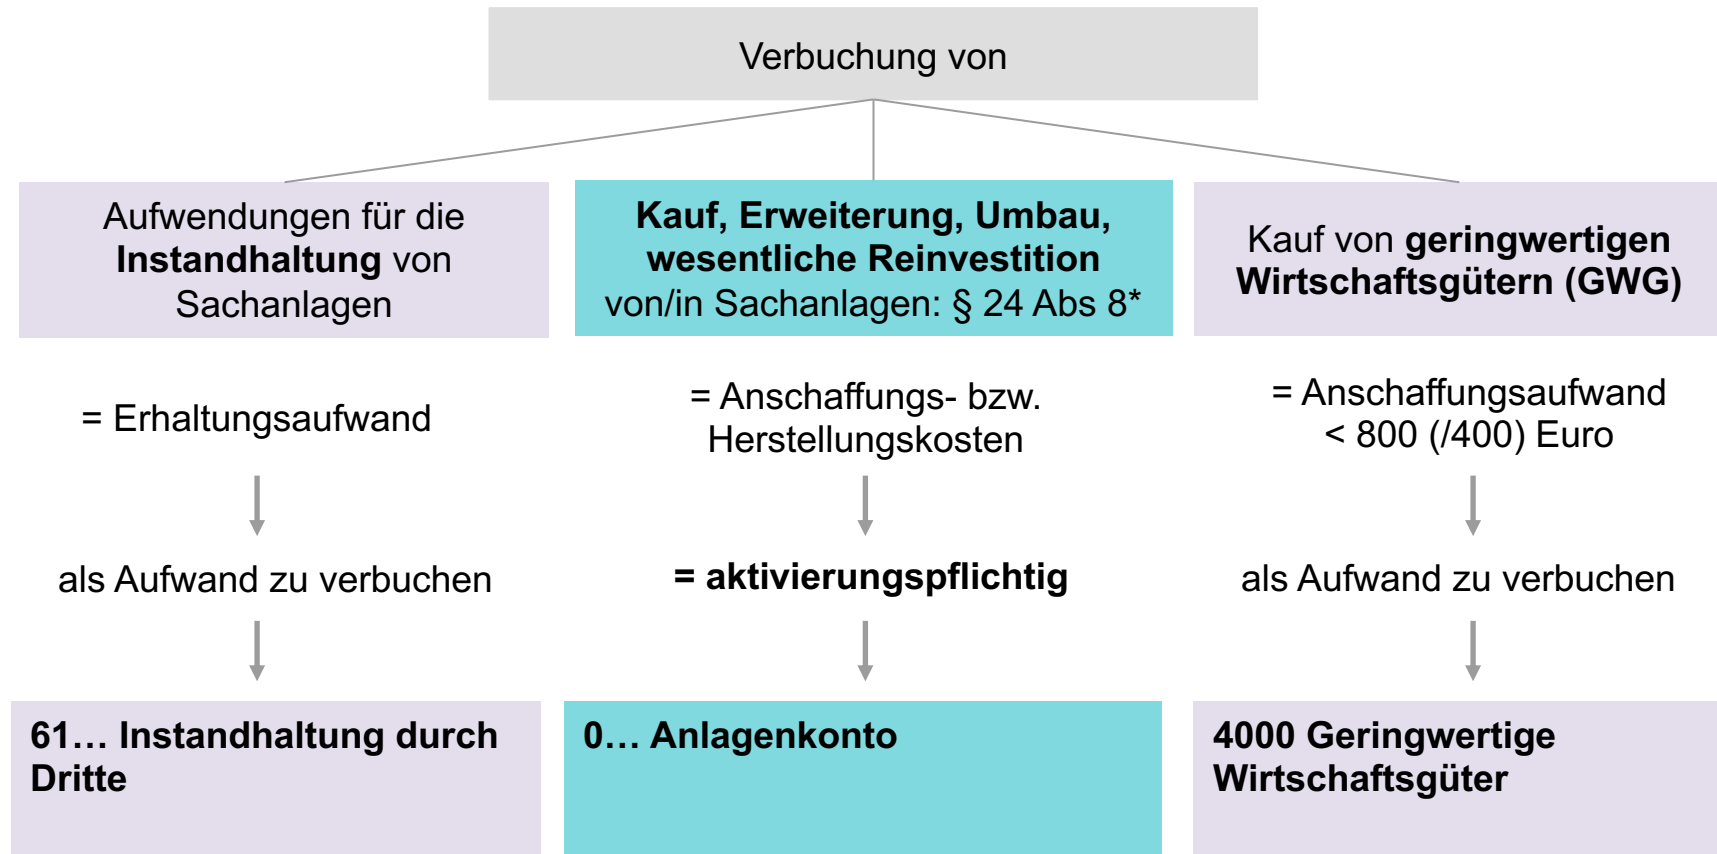 Verbuchung von
Aufwendungen für die
Instandhaltung von
Sachanlagen
= Erhaltungsaufwand
als Aufwand zu verbuchen
61… Instandhaltung durch
Dritte
Kauf, Erweiterung, Umbau,
wesentliche Reinvestition
von/in Sachanlagen: § 24 Abs 8*
= Anschaffungs- bzw.
Herstellungskosten
= aktivierungspflichtig
0… Anlagenkonto
Kauf von geringwertigen
Wirtschaftsgütern (GWG)
= Anschaffungsaufwand
< 800 (/400) Euro
als Aufwand zu verbuchen
4000 Geringwertige
Wirtschaftsgüter